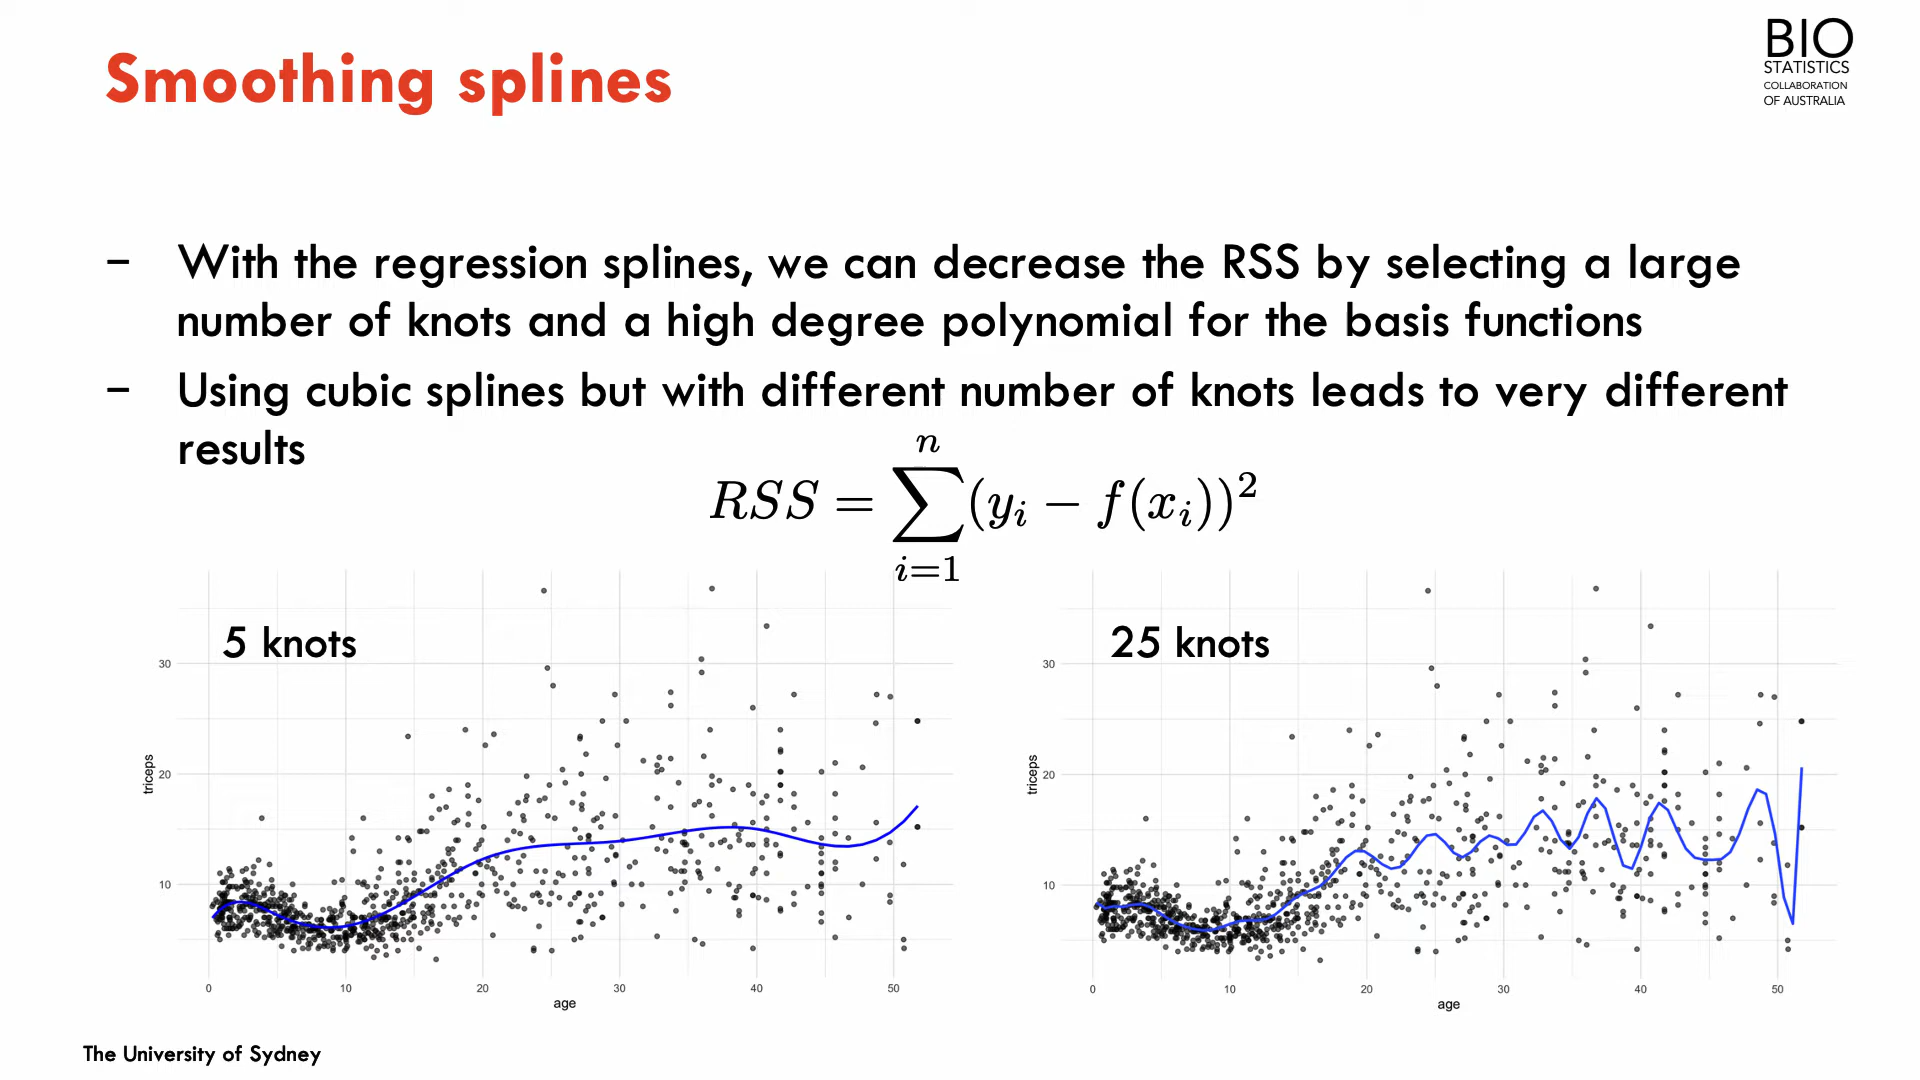 Smoothing splines
BIO
STATISTICS
COLLABORATION
OF AUSTRALIA
– With the regression splines, we can decrease the RSS by selecting a large
number of knots and a high degree polynomial for the basis functions
– Using cubic splines but with different number of knots leads to very different
results
RSS = \sum_{i=1}^{n} (y_i − f(x_i))^2
5 knots
30
20
10
triceps
0 10 20 30 40 50
age
25 knots
30
20
10
triceps
0 10 20 30 40 50
age
The University of Sydney